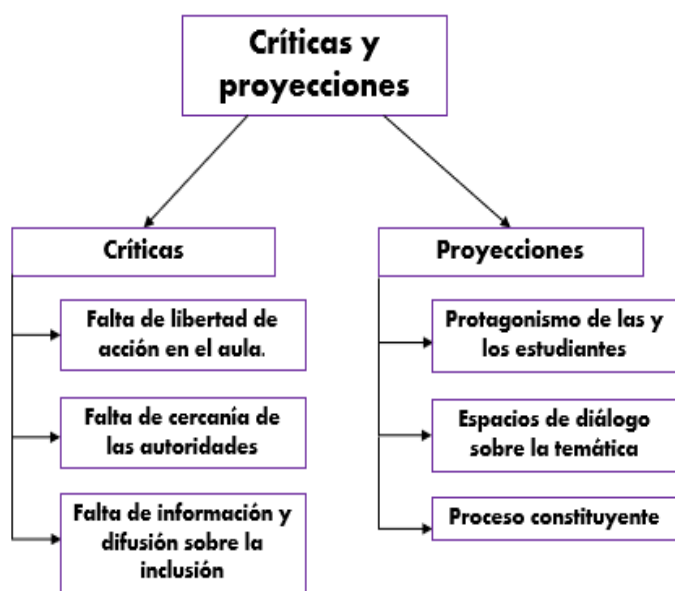 Críticas y
proyecciones
Críticas
Falta de libertad de
acción en el aula.
Falta de cercanía de
las autoridades
Falta de información y
difusión sobre la
inclusión
Proyecciones
Protagonismo de las y
los estudiantes
Espacios de diálogo
sobre la temática
Proceso constituyente